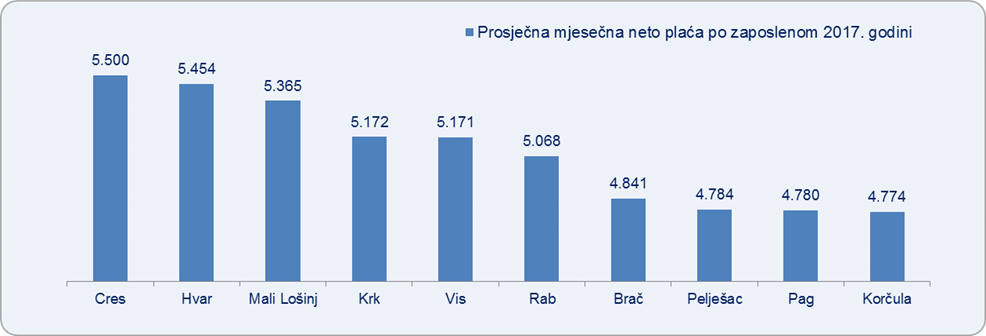 Prosječna mjesečna neto plaća po zaposlenom 2017. godini
5.500
5.454
5.365
5.172
5.171
5.068
4.841
4.784
4.780
4.774
Cres
Hvar
Mali Lošinj
Krk
Vis
Rab
Brač
Pelješac
Pag
Korčula